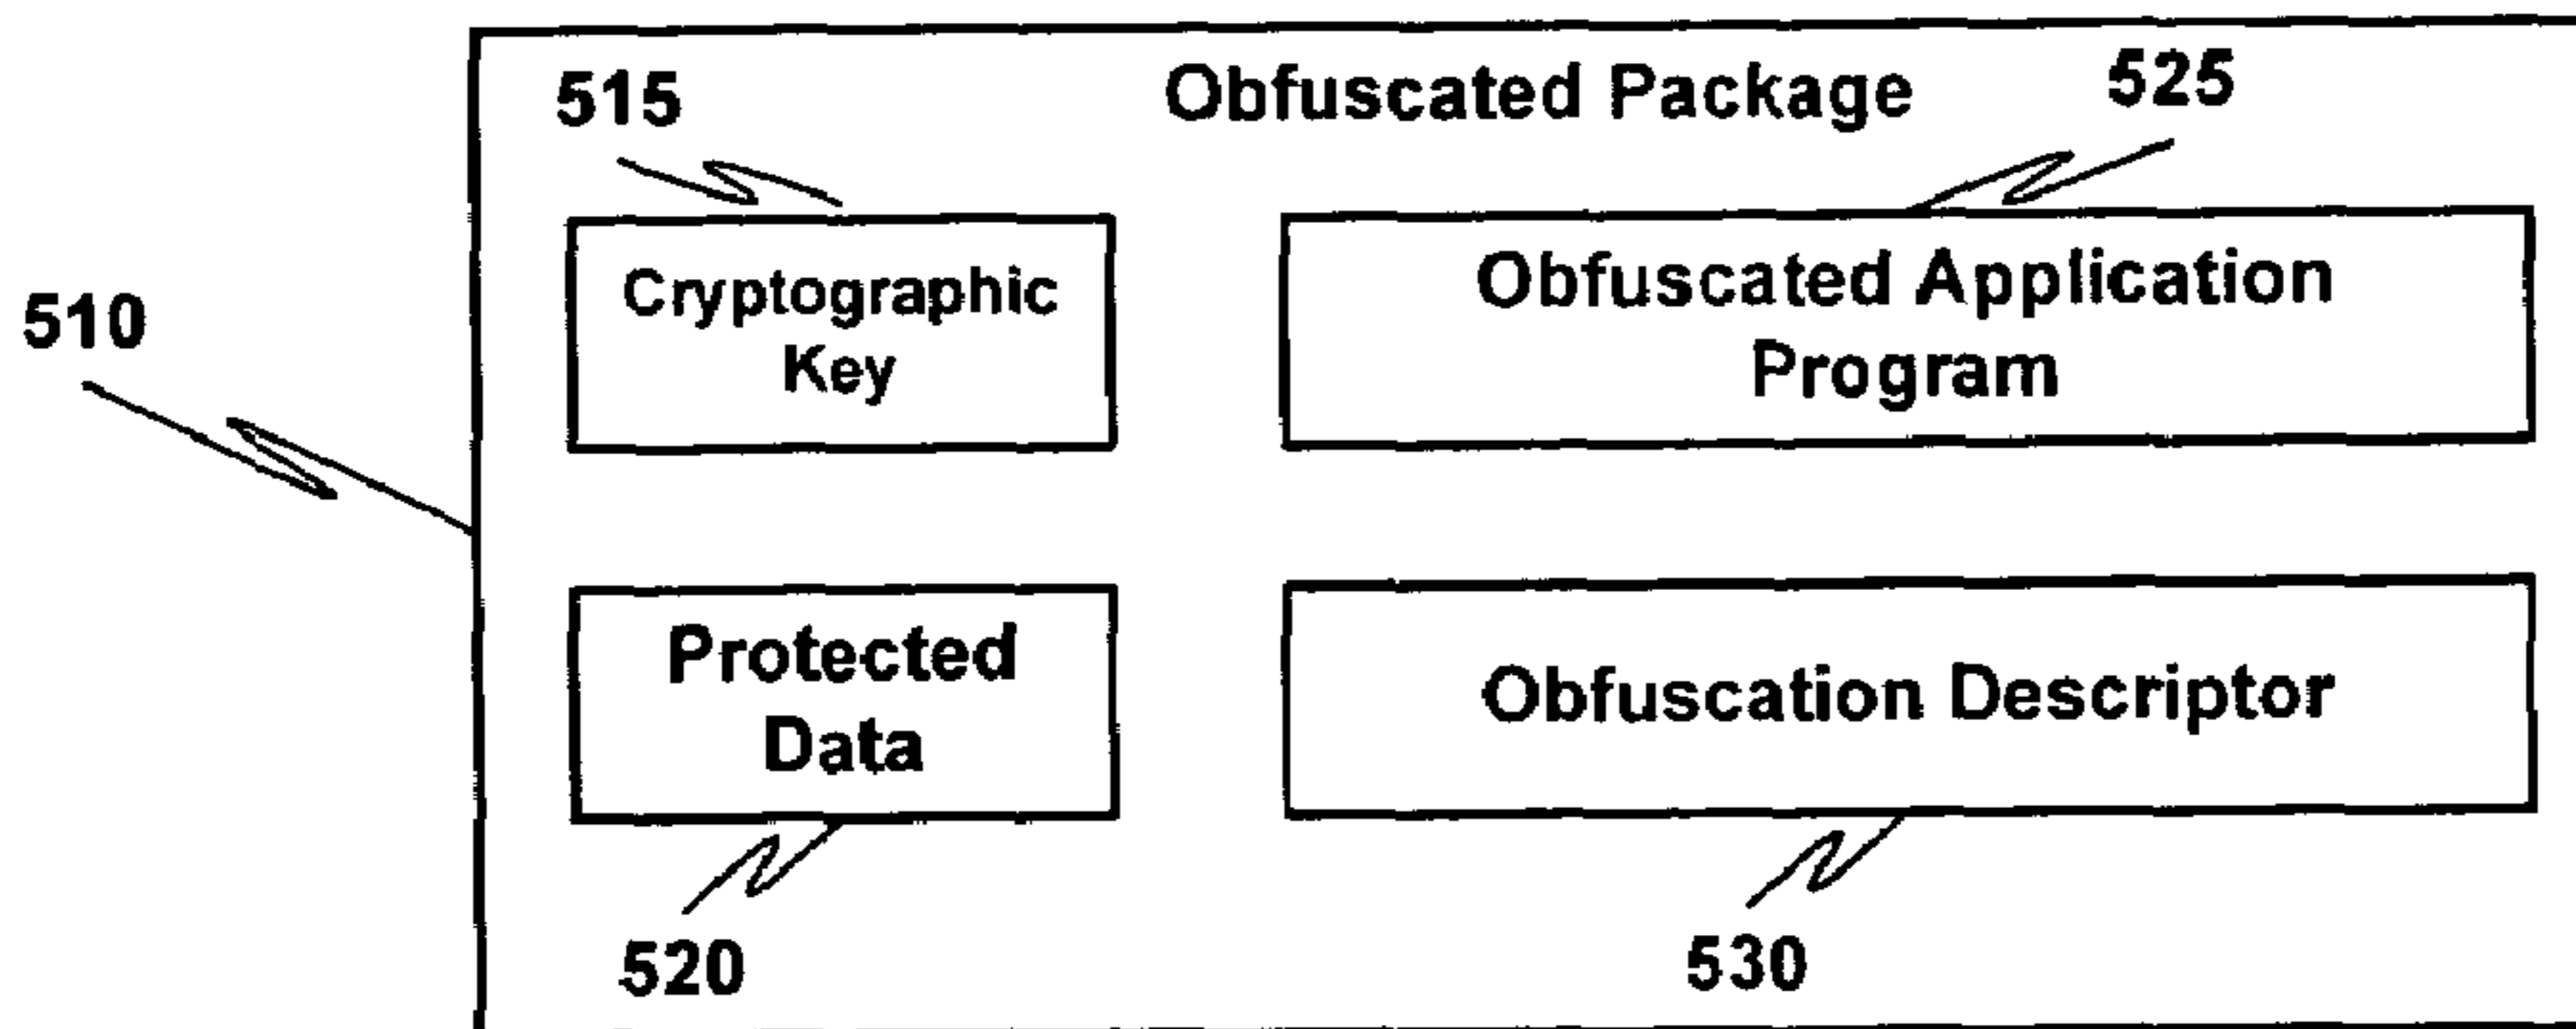 Obfuscated Package
515
525
Cryptographic
Key
Obfuscated Application
Program
510
Protected
Data
Obfuscation Descriptor
520
530